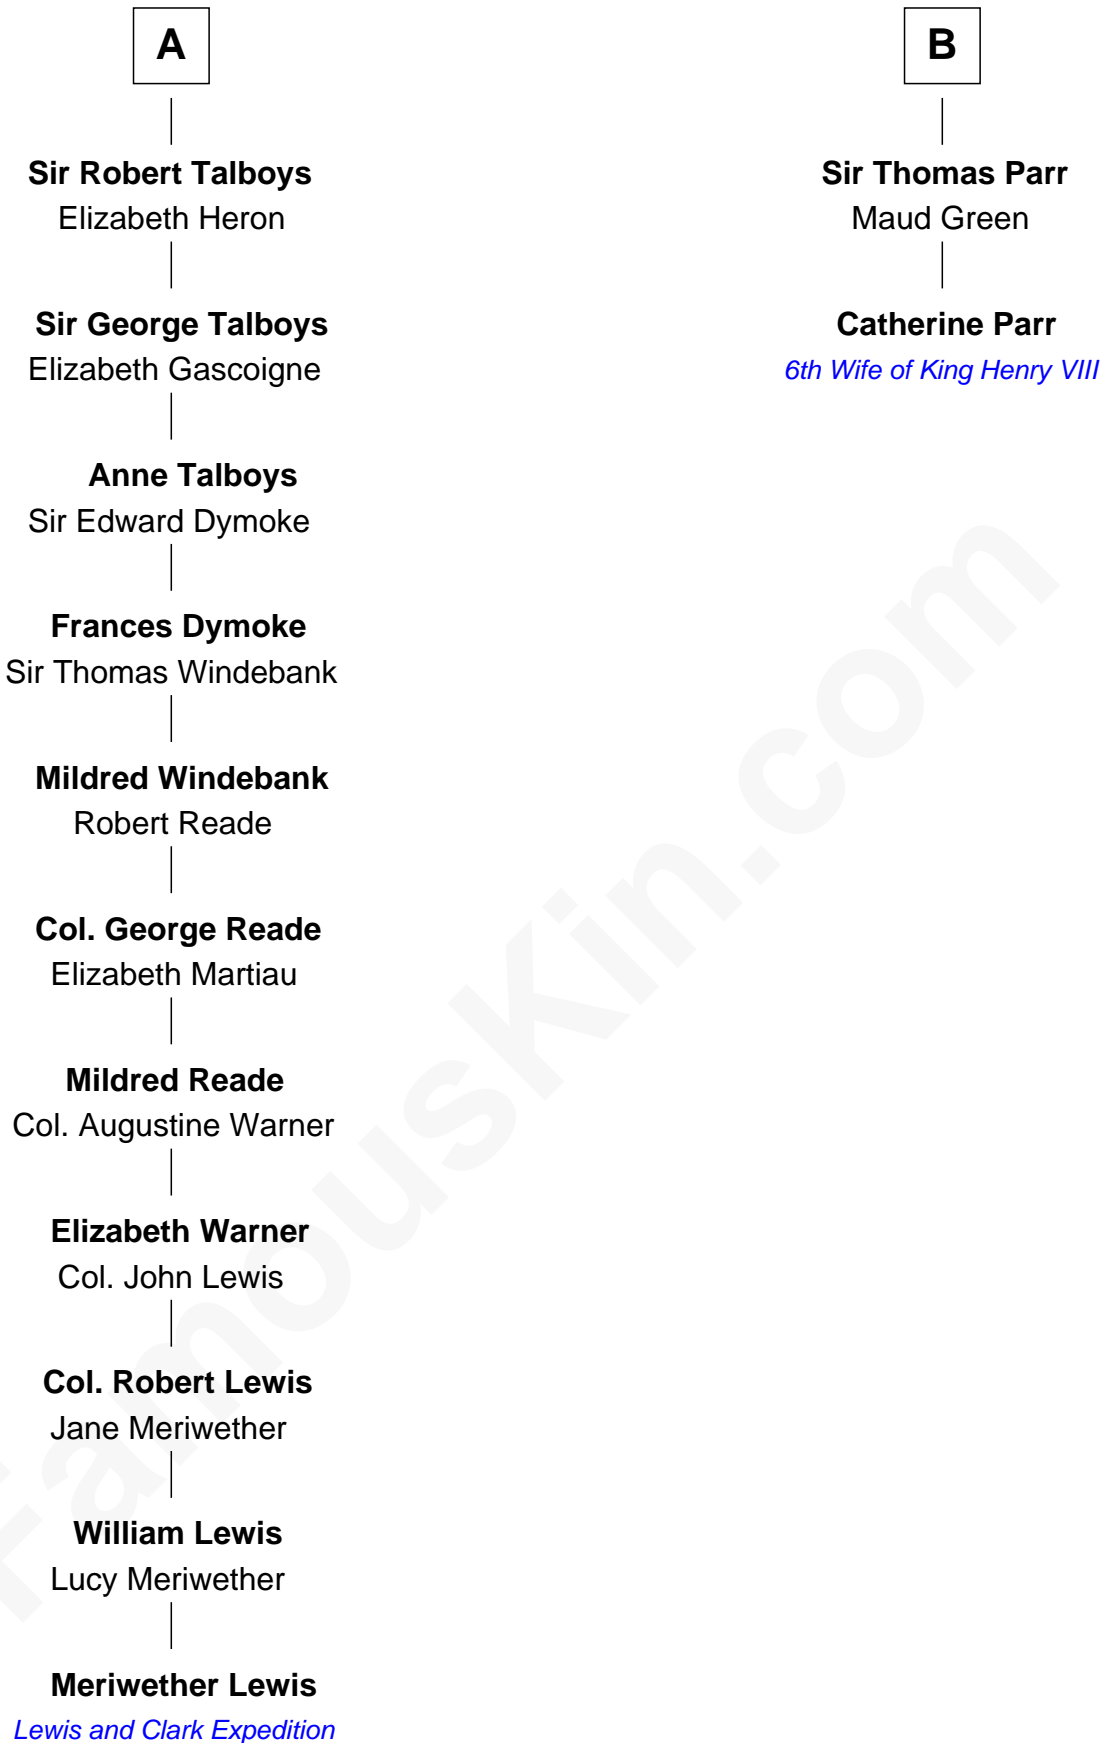 A
Sir Robert Talboys
Elizabeth Heron
Sir George Talboys
Elizabeth Gascoigne
Anne Talboys
Sir Edward Dymoke
Frances Dymoke
Sir Thomas Windebank
Mildred Windebank
Robert Reade
Col. George Reade
Elizabeth Martiau
Mildred Reade
Col. Augustine Warner
Elizabeth Warner
Col. John Lewis
Col. Robert Lewis
Jane Meriwether
William Lewis
Lucy Meriwether
Meriwether Lewis
Lewis and Clark Expedition
B
Sir Thomas Parr
Maud Green
Catherine Parr
6th Wife of King Henry VIII
FamousKin.com